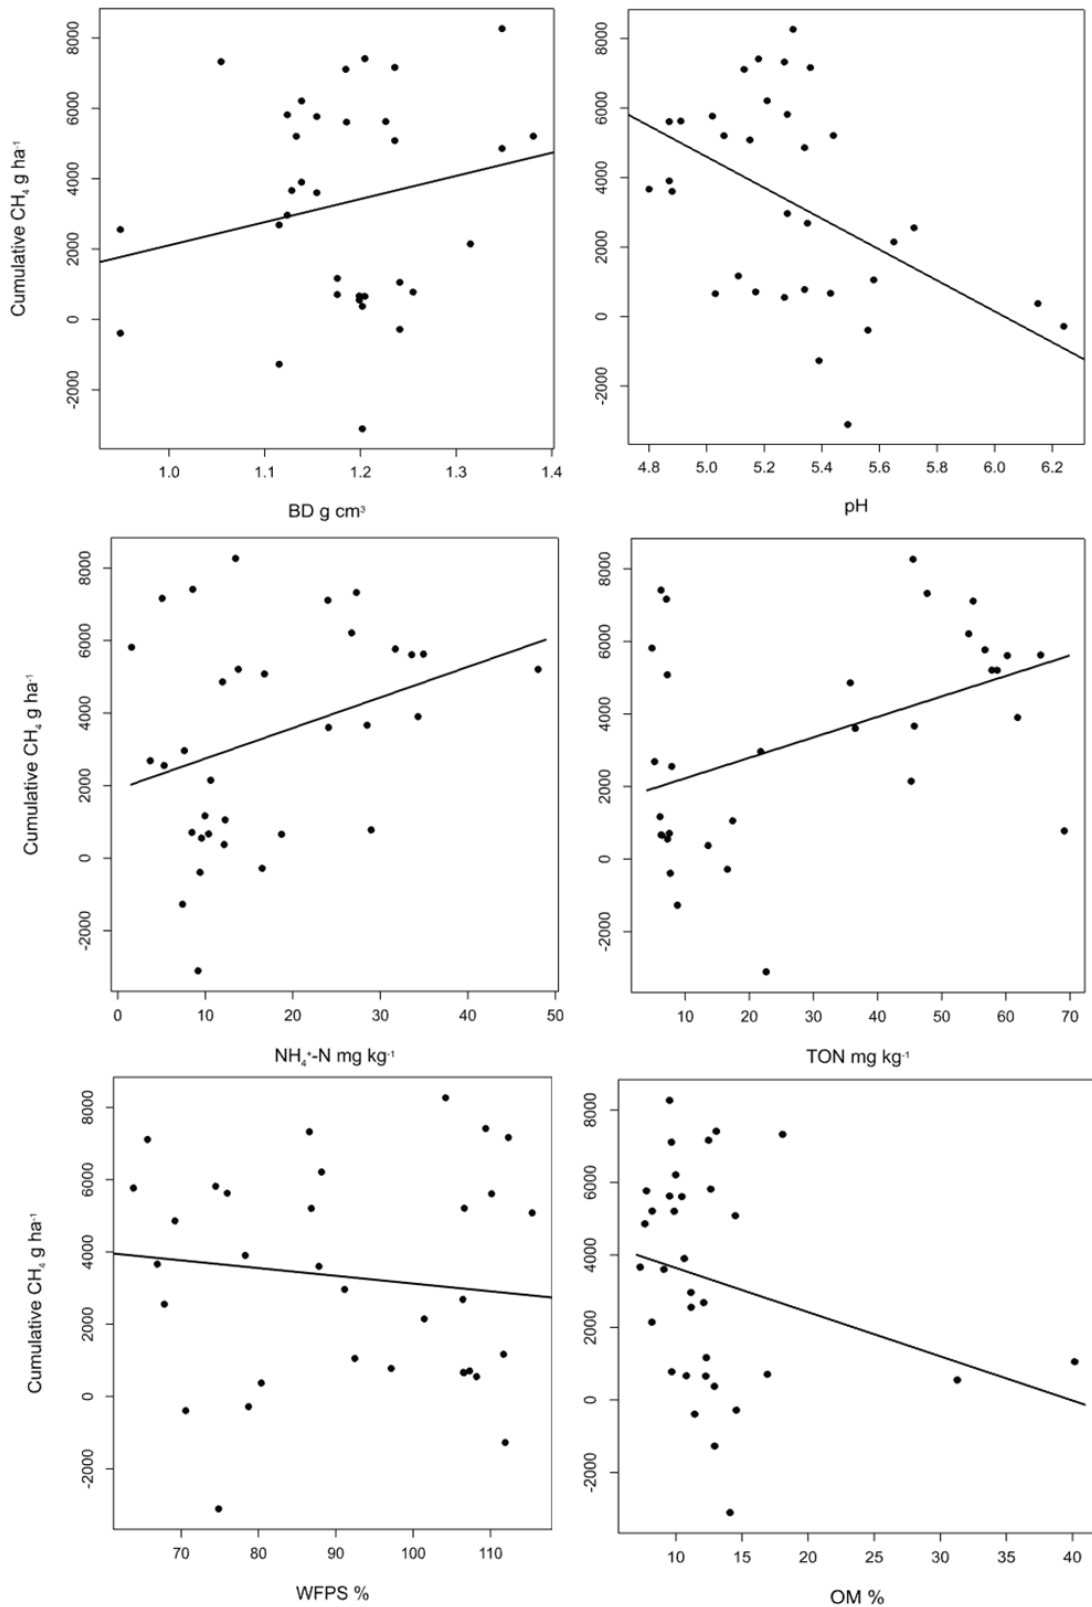 Cumulative CH₄ g ha⁻¹
8000
6000
4000
2000
0
-2000
1.0 1.1 1.2 1.3 1.4
BD g cm³
8000
6000
4000
2000
0
-2000
4.8 5.0 5.2 5.4 5.6 5.8 6.0 6.2
pH
Cumulative CH₄ g ha⁻¹
8000
6000
4000
2000
0
-2000
0 10 20 30 40 50
NH₄⁺-N mg kg⁻¹
8000
6000
4000
2000
0
-2000
10 20 30 40 50 60 70
TON mg kg⁻¹
Cumulative CH₄ g ha⁻¹
8000
6000
4000
2000
0
-2000
70 80 90 100 110
WFPS %
8000
6000
4000
2000
0
-2000
10 15 20 25 30 35 40
OM %